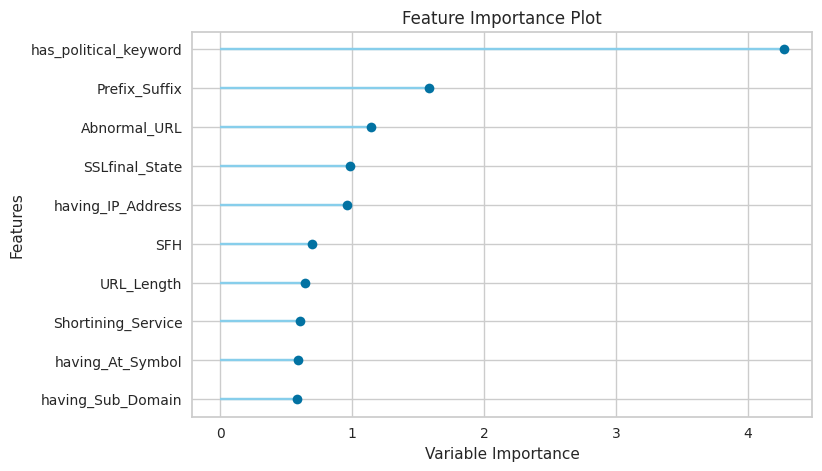 Feature Importance Plot
has_political_keyword
Prefix_Suffix
Abnormal_URL
SSLfinal_State
having_IP_Address
SFH
URL_Length
Shortining_Service
having_At_Symbol
having_Sub_Domain
Features
0 1 2 3 4
Variable Importance